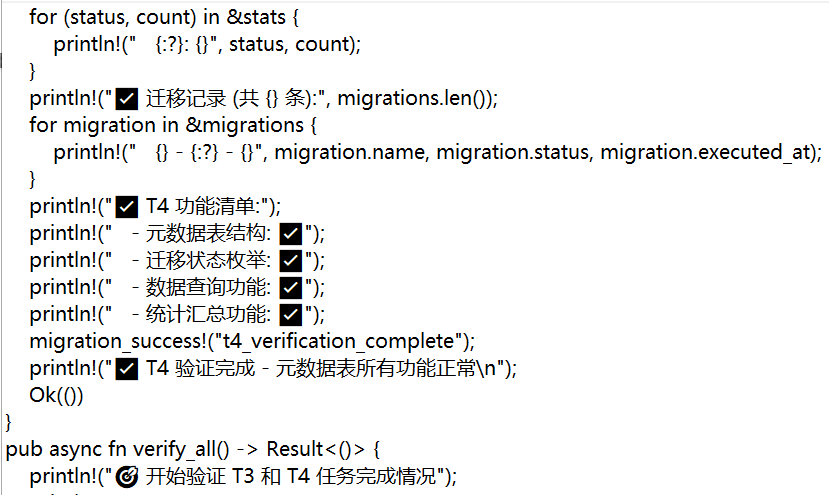 for (status, count) in &stats {
println!("   {:?}: {}", status, count);
}
println!("✅ 迁移记录 (共 {} 条):", migrations.len());
for migration in &migrations {
println!("   {} - {:?} - {}", migration.name, migration.status, migration.executed_at);
}
println!("✅ T4 功能清单:");
println!("   - 元数据表结构: ✅");
println!("   - 迁移状态枚举: ✅");
println!("   - 数据查询功能: ✅");
println!("   - 统计汇总功能: ✅");
migration_success!("t4_verification_complete");
println!("✅ T4 验证完成 - 元数据表所有功能正常\n");
Ok(())
}
pub async fn verify_all() -> Result<()> {
println!("🎯 开始验证 T3 和 T4 任务完成情况");